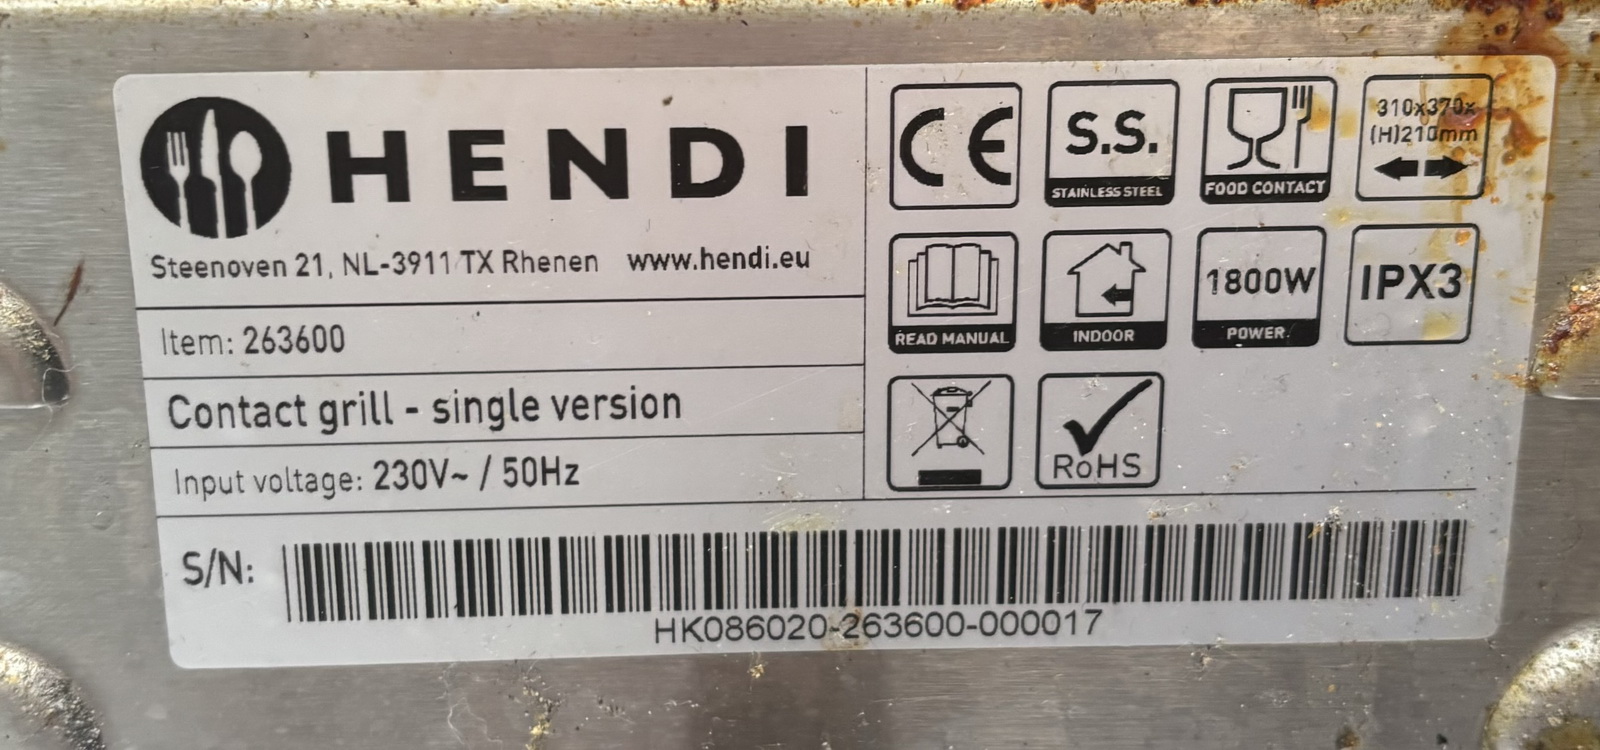 HENDI
Steenoven 21, NL-3911 TX Rhenen www.hendi.eu
Item: 263600
Contact grill - single version
Input voltage: 230V~ / 50Hz
CE
S.S.
STAINLESS STEEL
FOOD CONTACT
310x370x
(H)210mm
READ MANUAL
INDOOR
1800W
POWER
IPX3
RoHS
S/N:
HK086020-263600-000017